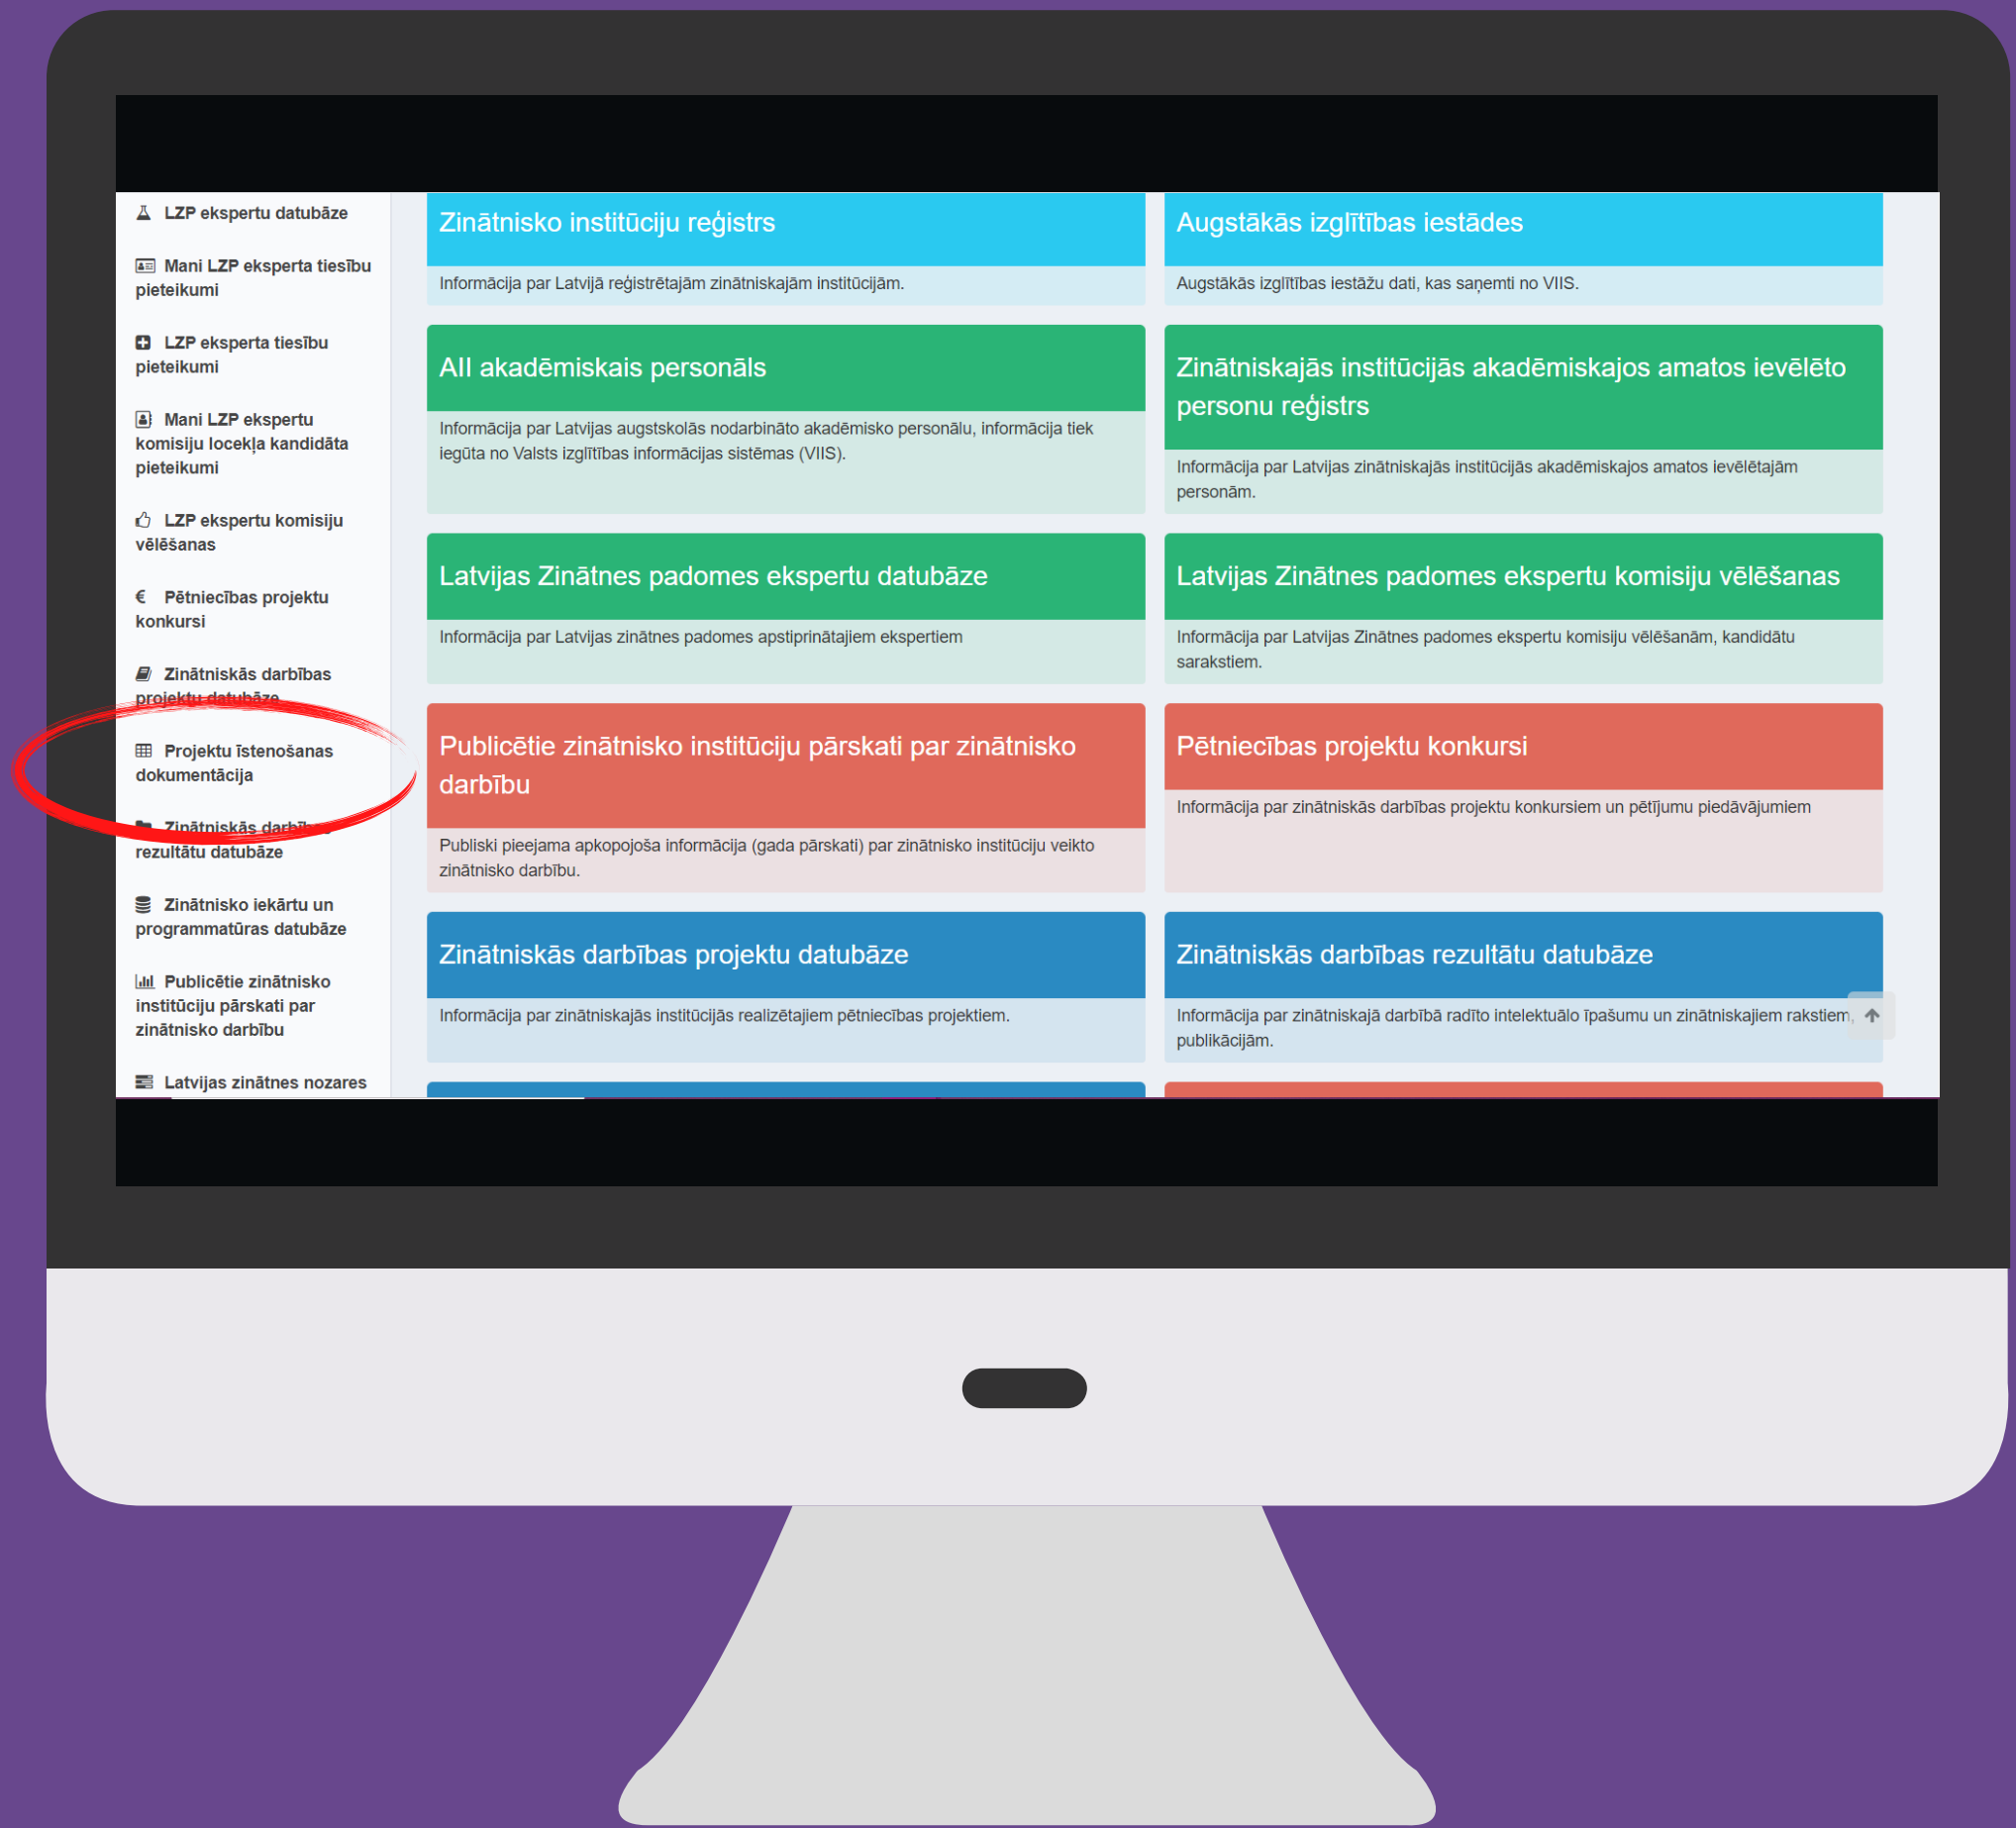 LZP ekspertu datubāze
Mani LZP eksperta tiesību
pieteikumi
LZP eksperta tiesību
pieteikumi
Mani LZP ekspertu
komisiju locekļa kandidāta
pieteikumi
LZP ekspertu komisiju
vēlēšanas
€ Pētniecības projektu
konkursi
Zinātniskās darbības
projektu datubāze
Projektu īstenošanas
dokumentācija
Zinātniskās darbības
rezultātu datubāze
Zinātnisko iekārtu un
programmatūras datubāze
Publicētie zinātnisko
institūciju pārskati par
zinātnisko darbību
Latvijas zinātnes nozares
Zinātnisko institūciju reģistrs
Informācija par Latvijā reģistrētajām zinātniskajām institūcijām.
Augstākās izglītības iestādes
Augstākās izglītības iestāžu dati, kas saņemti no VIIS.
AII akadēmiskais personāls
Informācija par Latvijas augstskolās nodarbināto akadēmisko personālu, informācija tiek
iegūta no Valsts izglītības informācijas sistēmas (VIIS).
Zinātniskajās institūcijās akadēmiskajos amatos ievēlēto
personu reģistrs
Informācija par Latvijas zinātniskajās institūcijās akadēmiskajos amatos ievēlētajām
personām.
Latvijas Zinātnes padomes ekspertu datubāze
Informācija par Latvijas zinātnes padomes apstiprinātajiem ekspertiem
Latvijas Zinātnes padomes ekspertu komisiju vēlēšanas
Informācija par Latvijas Zinātnes padomes ekspertu komisiju vēlēšanām, kandidātu
sarakstiem.
Publicētie zinātnisko institūciju pārskati par zinātnisko
darbību
Publiski pieejama apkopojoša informācija (gada pārskati) par zinātnisko institūciju veikto
zinātnisko darbību.
Pētniecības projektu konkursi
Informācija par zinātniskās darbības projektu konkursiem un pētījumu piedāvājumiem
Zinātniskās darbības projektu datubāze
Informācija par zinātniskajās institūcijās realizētajiem pētniecības projektiem.
Zinātniskās darbības rezultātu datubāze
Informācija par zinātniskajā darbībā radīto intelektuālo īpašumu un zinātniskajiem rakstiem,
publikācijām.